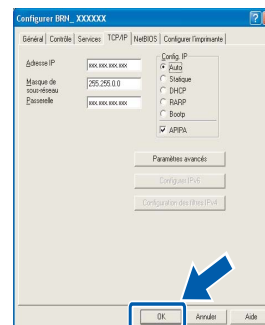 Configurer BRN_ XXXXXX
Général Contrôle Services TCP/IP NetBIOS Configurer l'imprimante
Adresse IP xxx.xxx.xxx.xxx
Masque de sous-réseau 255.255.0.0
Passerelle xxx.xxx.xxx.xxx
Config. IP
Auto
Statique
DHCP
RARP
Bootp
APIPA
Paramètres avancés
Configurer IPv6
Configuration des filtres IPv4
OK Annuler Aide